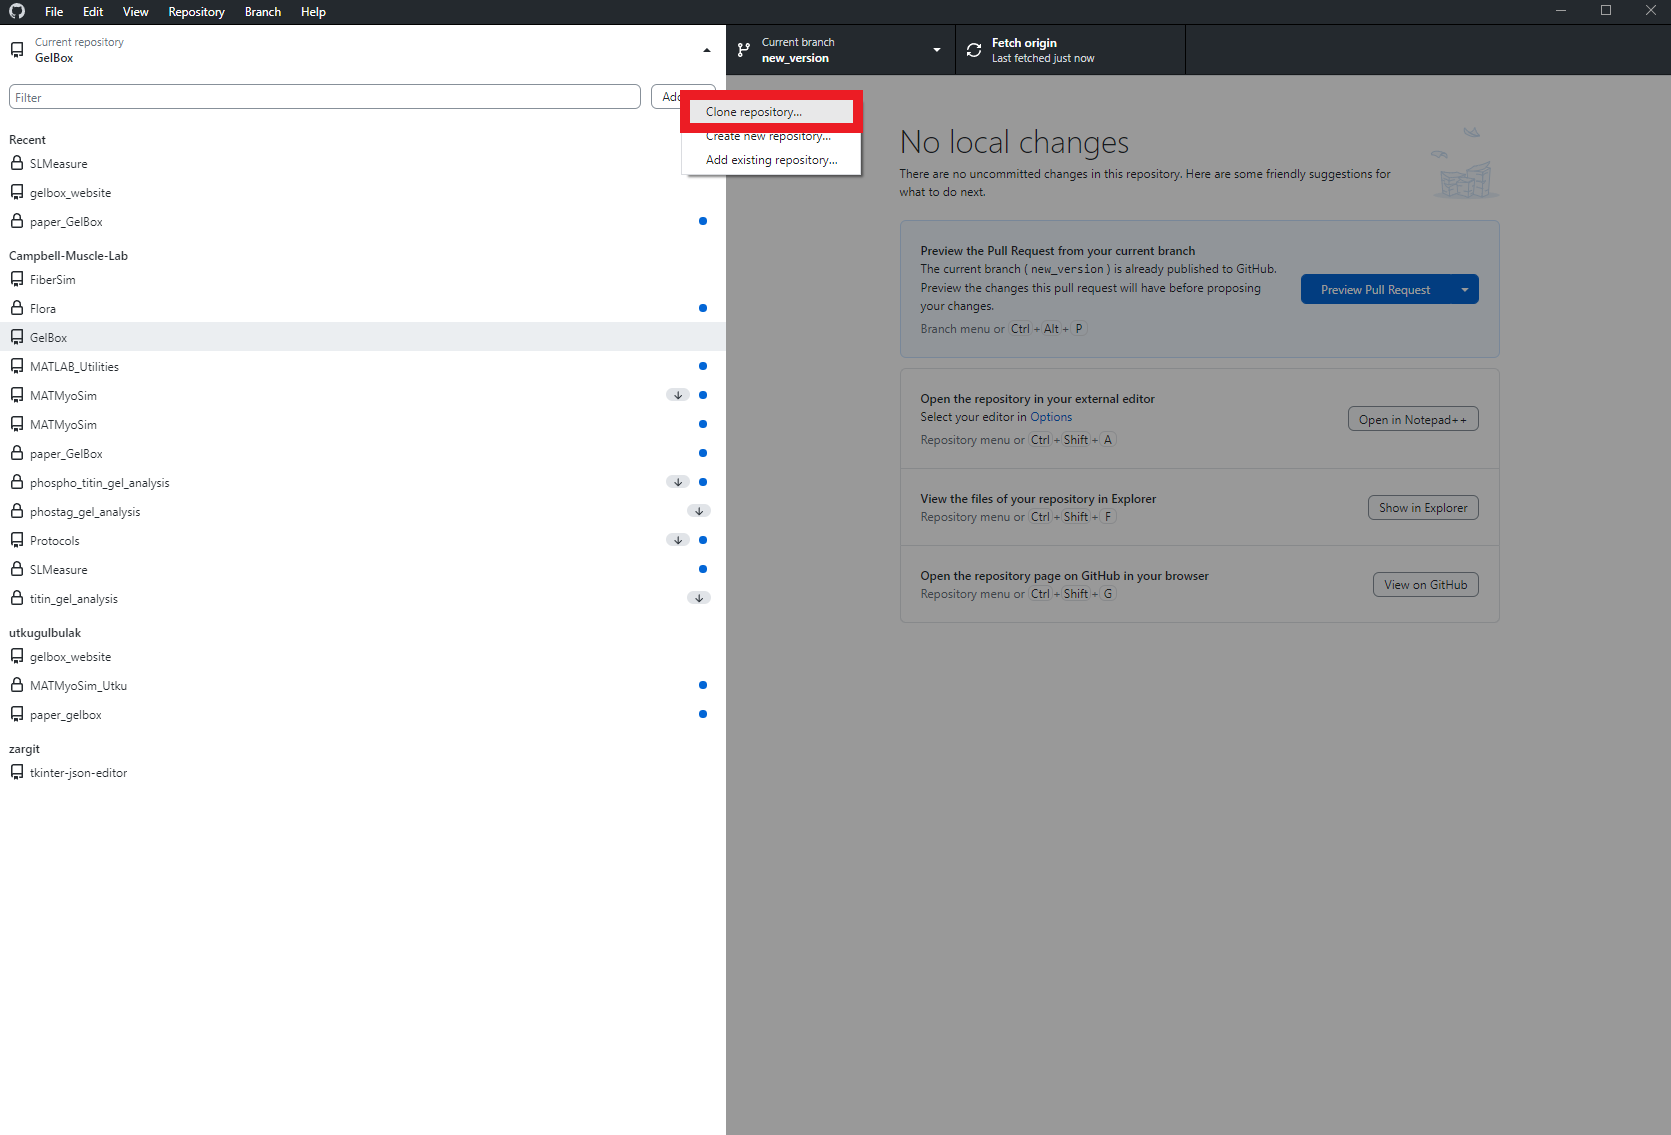 File Edit View Repository Branch Help
Current repository
GelBox
Current branch
new_version
Fetch origin
Last fetched just now
Filter
Clone repository...
Create new repository...
Add existing repository...
Recent
SLMeasure
gelbox_website
paper_GelBox
Campbell-Muscle-Lab
FiberSim
Flora
GelBox
MATLAB_Utilities
MATMyoSim
MATMyoSim
paper_GelBox
phospho_titin_gel_analysis
phostag_gel_analysis
Protocols
SLMeasure
titin_gel_analysis
utkugulbulak
gelbox_website
MATMyoSim_Utku
paper_gelbox
zargit
tkinter-json-editor
No local changes
There are no uncommitted changes in this repository. Here are some friendly suggestions for
what to do next.
Preview the Pull Request from your current branch
The current branch ( new_version ) is already published to GitHub.
Preview the changes this pull request will have before proposing
your changes.
Branch menu or Ctrl + Alt + P
Preview Pull Request
Open the repository in your external editor
Select your editor in Options
Repository menu or Ctrl + Shift + A
Open in Notepad++
View the files of your repository in Explorer
Repository menu or Ctrl + Shift + F
Show in Explorer
Open the repository page on GitHub in your browser
Repository menu or Ctrl + Shift + G
View on GitHub